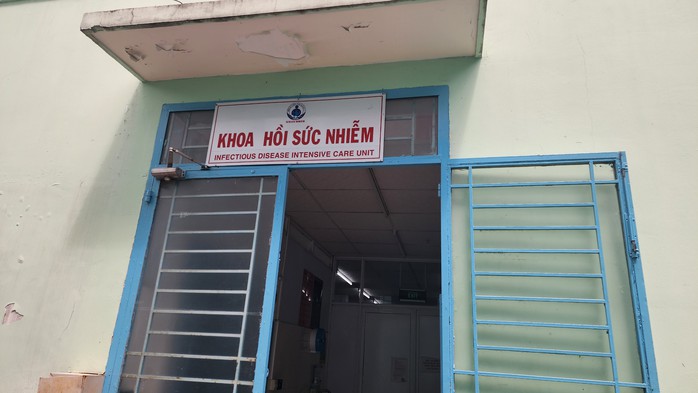 KHOA HỒI SỨC NHIỄM
INFECTIOUS DISEASE INTENSIVE CARE UNIT